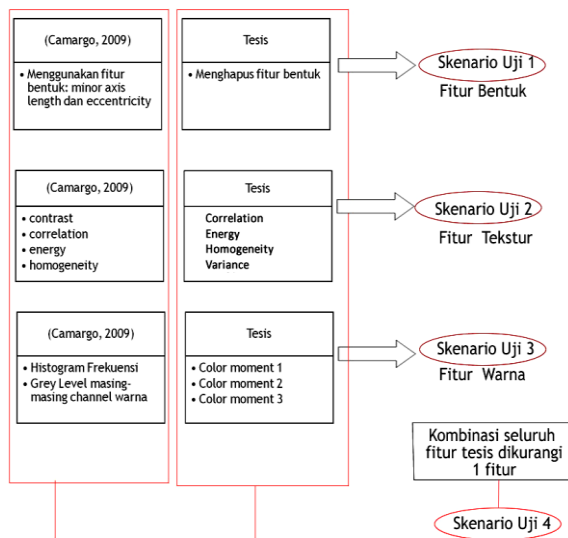 (Camargo, 2009)
• Menggunakan fitur
bentuk: minor axis
length dan eccentricity
Tesis
• Menghapus fitur bentuk
Skenario Uji 1
Fitur Bentuk
(Camargo, 2009)
• contrast
• correlation
• energy
• homogeneity
Tesis
Correlation
Energy
Homogeneity
Variance
Skenario Uji 2
Fitur Tekstur
(Camargo, 2009)
• Histogram Frekuensi
• Grey Level masing-
masing channel warna
Tesis
• Color moment 1
• Color moment 2
• Color moment 3
Skenario Uji 3
Fitur Warna
Kombinasi seluruh
fitur tesis dikurangi
1 fitur
Skenario Uji 4